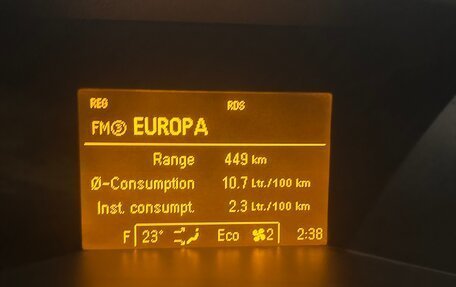 REG RDS
FM③ EUROPA
Range 449 km
Ø-Consumption 10.7 Ltr./100 km
Inst. consumpt. 2.3 Ltr./100 km
F 23° Eco 2 2:38